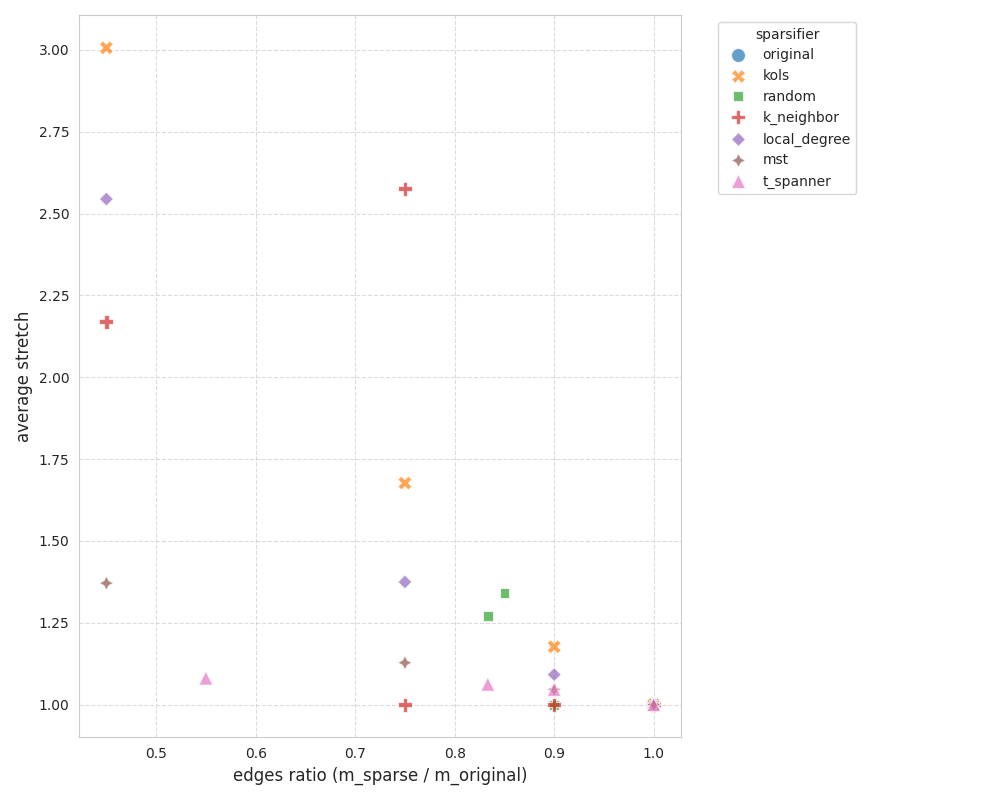 3.00
2.75
2.50
2.25
2.00
1.75
1.50
1.25
1.00
average stretch
0.5 0.6 0.7 0.8 0.9 1.0
edges ratio (m_sparse / m_original)
sparsifier
original
kols
random
k_neighbor
local_degree
mst
t_spanner